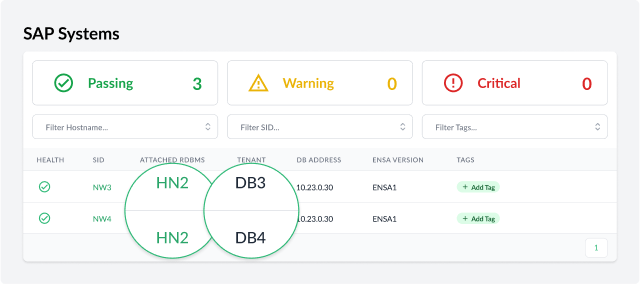 SAP Systems
Passing 3 Warning 0 Critical 0
Filter Hostname... Filter SID... Filter Tags...
HEALTH SID ATTACHED RDBMS TENANT DB ADDRESS ENSA VERSION TAGS
NW3 HN2 DB3 10.23.0.30 ENSA1 + Add Tag
NW4 HN2 DB4 10.23.0.30 ENSA1 + Add Tag
1